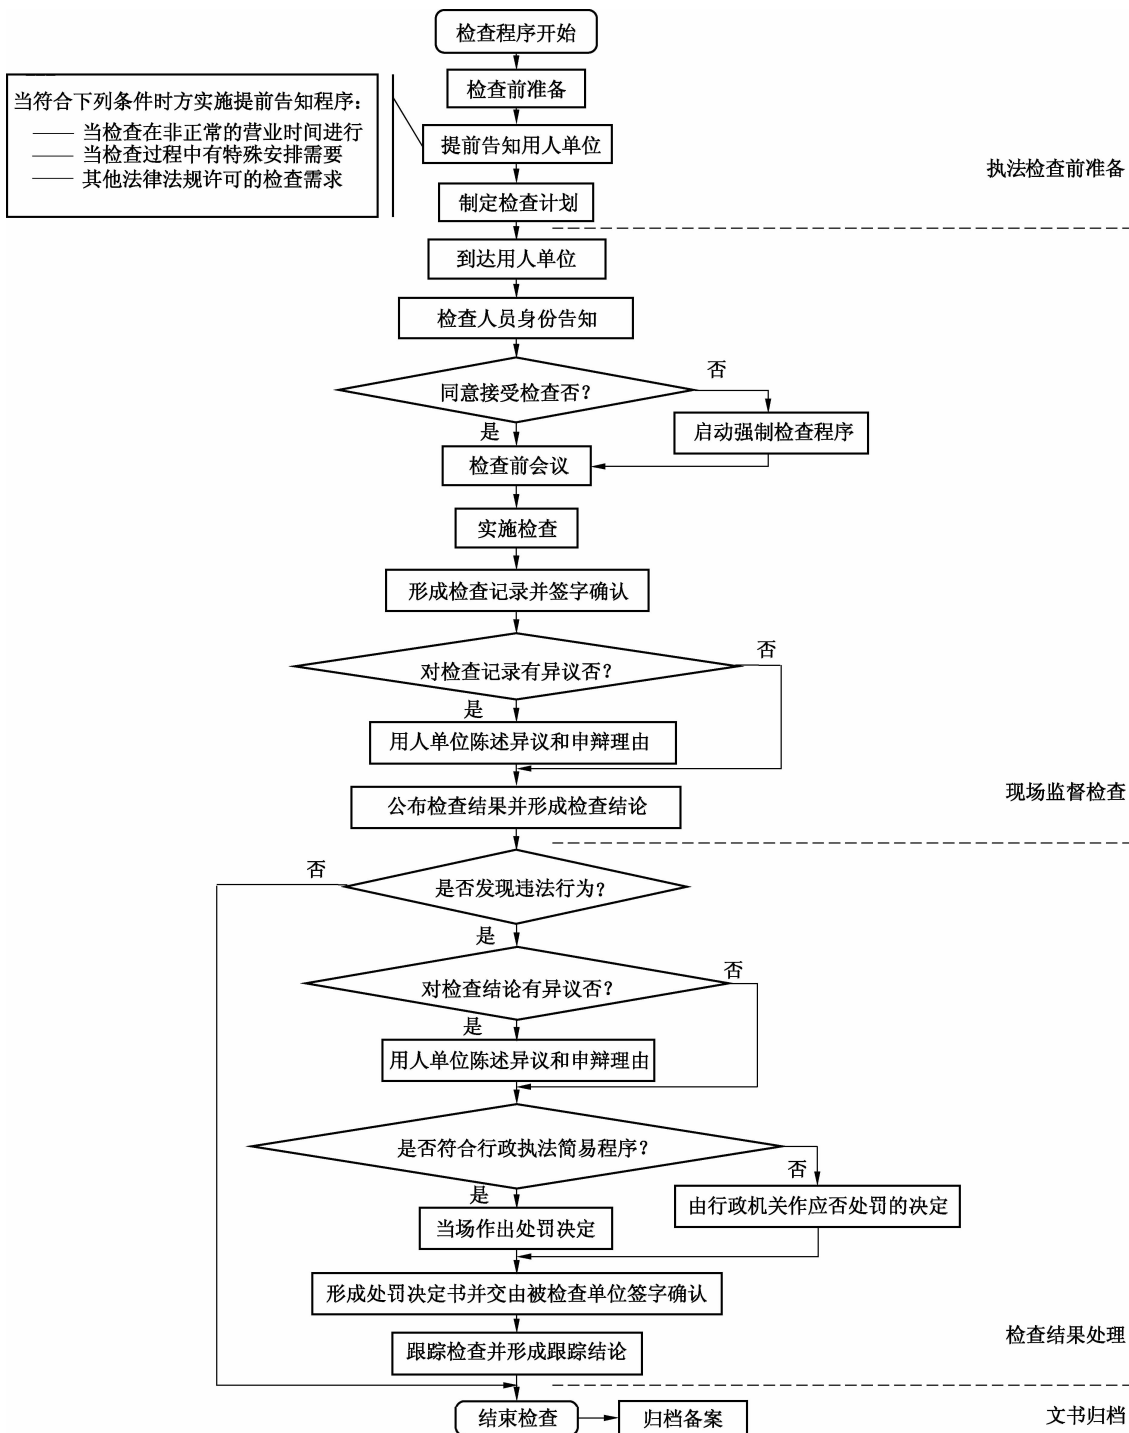 检查程序开始
检查前准备
当符合下列条件时方实施提前告知程序：
—— 当检查在非正常的营业时间进行
—— 当检查过程中有特殊安排需要
—— 其他法律法规许可的检查需求
提前告知用人单位
执法检查前准备
制定检查计划
到达用人单位
检查人员身份告知
同意接受检查否？
否
启动强制检查程序
是
检查前会议
实施检查
形成检查记录并签字确认
对检查记录有异议否？
否
是
用人单位陈述异议和申辩理由
公布检查结果并形成检查结论
现场监督检查
是否发现违法行为？
否
是
对检查结论有异议否？
否
是
用人单位陈述异议和申辩理由
是否符合行政执法简易程序？
否
是
由行政机关作应否处罚的决定
当场作出处罚决定
形成处罚决定书并交由被检查单位签字确认
跟踪检查并形成跟踪结论
检查结果处理
结束检查
归档备案
文书归档